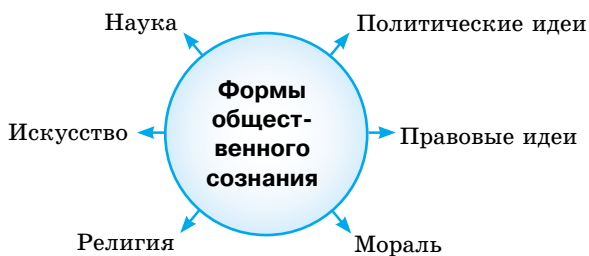 Наука
Политические идеи
Формы
общест-
венного
сознания
Искусство
Правовые идеи
Религия
Мораль